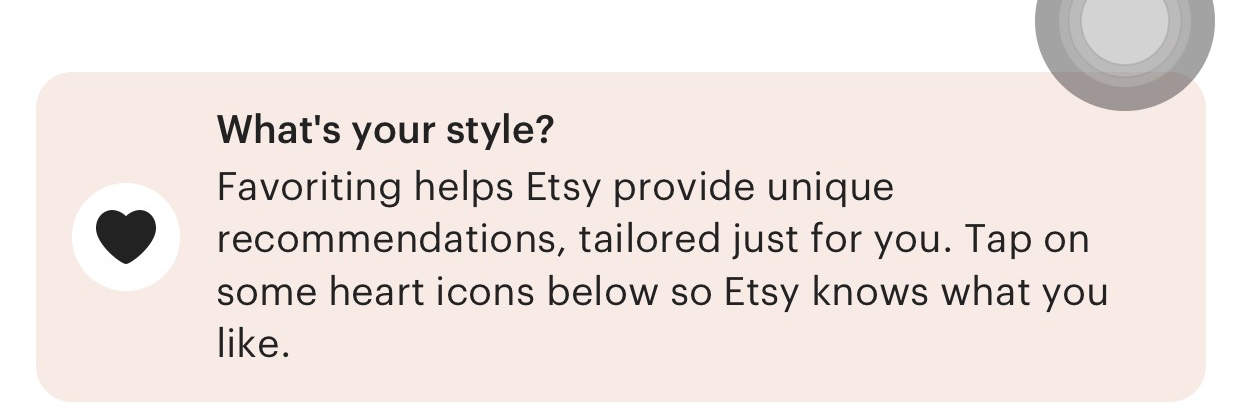 What's your style?
Favoriting helps Etsy provide unique
recommendations, tailored just for you. Tap on
some heart icons below so Etsy knows what you
like.